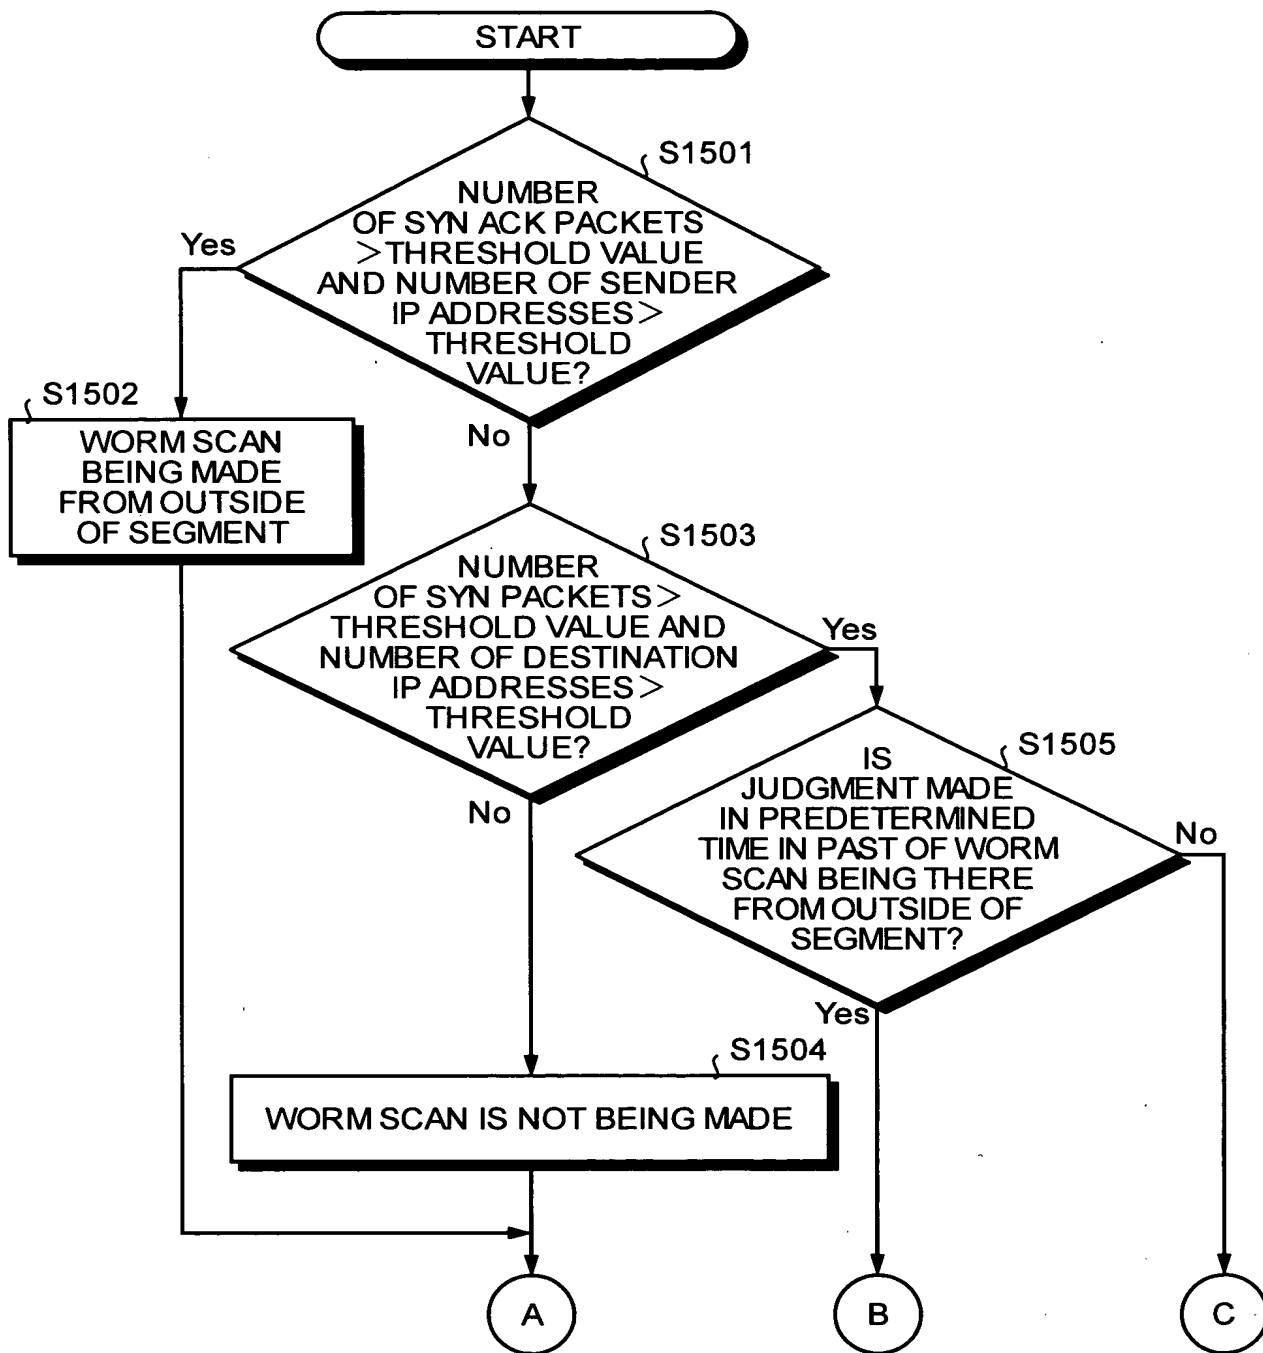 START
S1501
NUMBER
OF SYN ACK PACKETS
>THRESHOLD VALUE
AND NUMBER OF SENDER
IP ADDRESSES>
THRESHOLD
VALUE?
Yes
No
S1502
WORM SCAN
BEING MADE
FROM OUTSIDE
OF SEGMENT
S1503
NUMBER
OF SYN PACKETS>
THRESHOLD VALUE AND
NUMBER OF DESTINATION
IP ADDRESSES>
THRESHOLD
VALUE?
Yes
No
S1505
IS
JUDGMENT MADE
IN PREDETERMINED
TIME IN PAST OF WORM
SCAN BEING THERE
FROM OUTSIDE OF
SEGMENT?
No
Yes
S1504
WORM SCAN IS NOT BEING MADE
A
B
C